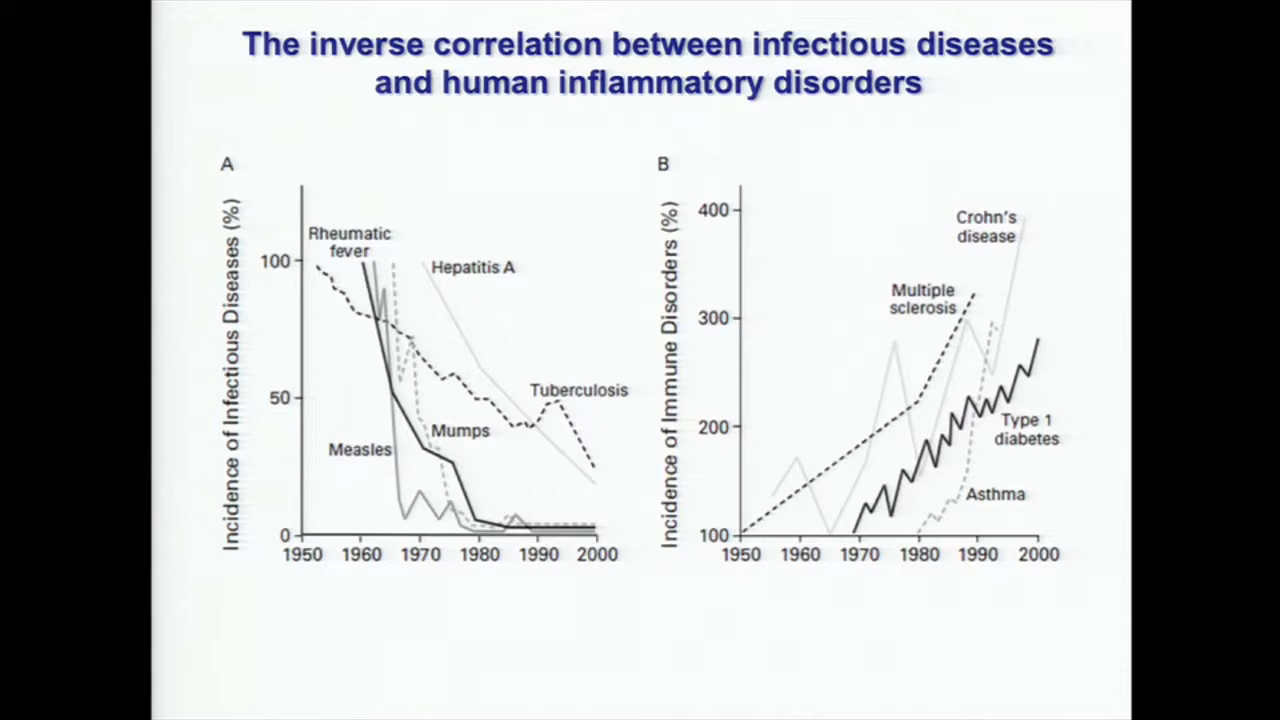 The inverse correlation between infectious diseases
and human inflammatory disorders
A
Incidence of Infectious Diseases (%)
100
50
0
1950 1960 1970 1980 1990 2000
Rheumatic
fever
Hepatitis A
Tuberculosis
Mumps
Measles
B
Incidence of Immune Disorders (%)
400
300
200
100
1950 1960 1970 1980 1990 2000
Crohn's
disease
Multiple
sclerosis
Type 1
diabetes
Asthma